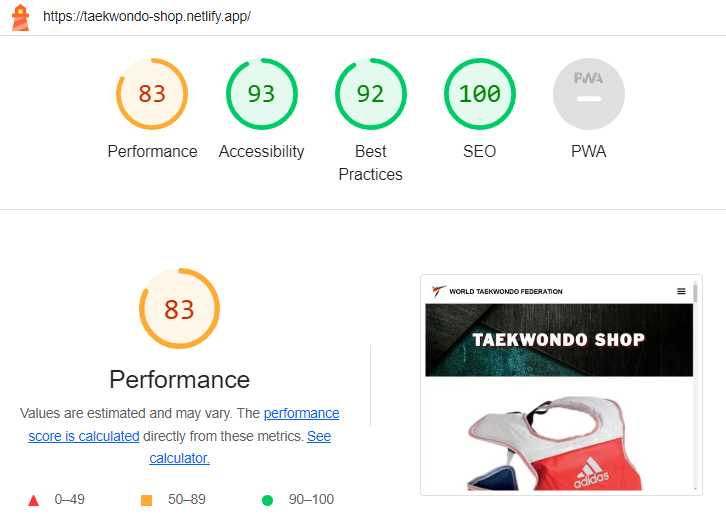 https://taekwondo-shop.netlify.app/
83
93
92
100
PWA
Performance
Accessibility
Best
Practices
SEO
PWA
83
Performance
Values are estimated and may vary. The performance
score is calculated directly from these metrics. See
calculator.
0–49
50–89
90–100
WORLD TAEKWONDO FEDERATION
TAEKWONDO SHOP
adidas